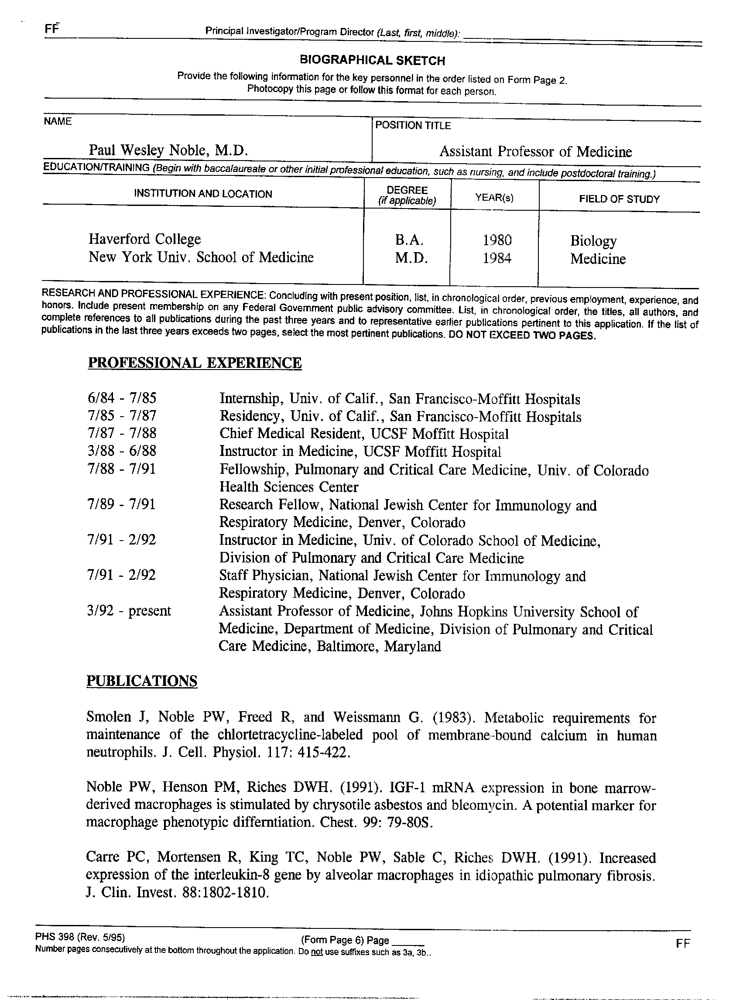 FF
Principal Investigator/Program Director (Last, first, middle):
BIOGRAPHICAL SKETCH
Provide the following information for the key personnel in the order listed on Form Page 2.
Photocopy this page or follow this format for each person.
NAME
POSITION TITLE
Paul Wesley Noble, M.D.
Assistant Professor of Medicine
EDUCATION/TRAINING (Begin with baccalaureate or other initial professional education, such as nursing, and include postdoctoral training.)
INSTITUTION AND LOCATION
DEGREE
(if applicable)
YEAR(s)
FIELD OF STUDY
Haverford College B.A. 1980 Biology
New York Univ. School of Medicine M.D. 1984 Medicine
RESEARCH AND PROFESSIONAL EXPERIENCE: Concluding with present position, list, in chronological order, previous employment, experience, and
honors. Include present membership on any Federal Government public advisory committee. List, in chronological order, the titles, all authors, and
complete references to all publications during the past three years and to representative earlier publications pertinent to this application. If the list of
publications in the last three years exceeds two pages, select the most pertinent publications. DO NOT EXCEED TWO PAGES.
PROFESSIONAL EXPERIENCE
6/84 - 7/85 Internship, Univ. of Calif., San Francisco-Moffitt Hospitals
7/85 - 7/87 Residency, Univ. of Calif., San Francisco-Moffitt Hospitals
7/87 - 7/88 Chief Medical Resident, UCSF Moffitt Hospital
3/88 - 6/88 Instructor in Medicine, UCSF Moffitt Hospital
7/88 - 7/91 Fellowship, Pulmonary and Critical Care Medicine, Univ. of Colorado
Health Sciences Center
7/89 - 7/91 Research Fellow, National Jewish Center for Immunology and
Respiratory Medicine, Denver, Colorado
7/91 - 2/92 Instructor in Medicine, Univ. of Colorado School of Medicine,
Division of Pulmonary and Critical Care Medicine
7/91 - 2/92 Staff Physician, National Jewish Center for Immunology and
Respiratory Medicine, Denver, Colorado
3/92 - present Assistant Professor of Medicine, Johns Hopkins University School of
Medicine, Department of Medicine, Division of Pulmonary and Critical
Care Medicine, Baltimore, Maryland
PUBLICATIONS
Smolen J, Noble PW, Freed R, and Weissmann G. (1983). Metabolic requirements for
maintenance of the chlortetracycline-labeled pool of membrane-bound calcium in human
neutrophils. J. Cell. Physiol. 117: 415-422.
Noble PW, Henson PM, Riches DWH. (1991). IGF-1 mRNA expression in bone marrow-
derived macrophages is stimulated by chrysotile asbestos and bleomycin. A potential marker for
macrophage phenotypic differntiation. Chest. 99: 79-80S.
Carre PC, Mortensen R, King TC, Noble PW, Sable C, Riches DWH. (1991). Increased
expression of the interleukin-8 gene by alveolar macrophages in idiopathic pulmonary fibrosis.
J. Clin. Invest. 88:1802-1810.
PHS 398 (Rev. 5/95)
(Form Page 6) Page
FF
Number pages consecutively at the bottom throughout the application. Do not use suffixes such as 3a, 3b..